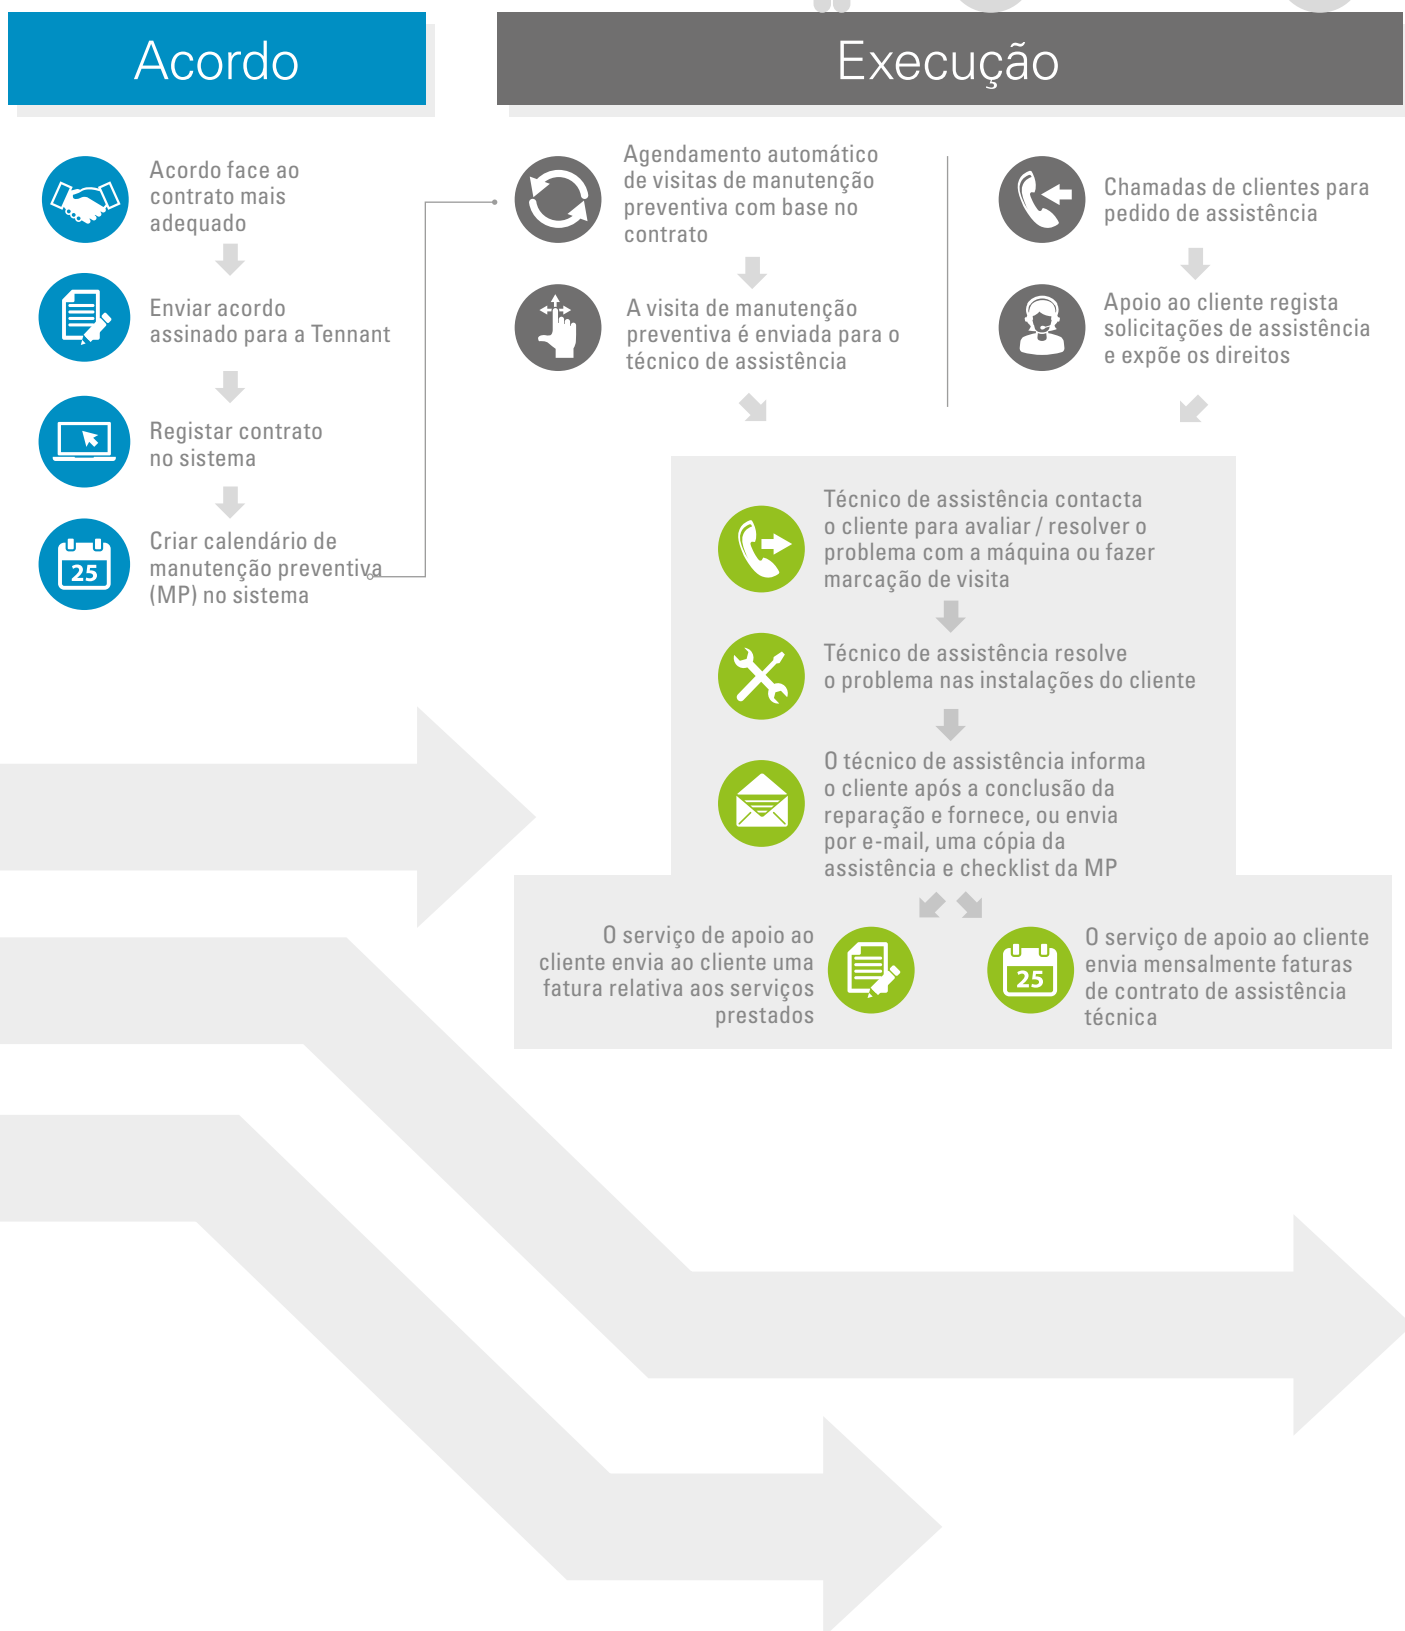 Acordo
Acordo face ao
contrato mais
adequado
Enviar acordo
assinado para a Tennant
Registar contrato
no sistema
25
Criar calendário de
manutenção preventiva
(MP) no sistema
Execução
Agendamento automático
de visitas de manutenção
preventiva com base no
contrato
A visita de manutenção
preventiva é enviada para o
técnico de assistência
Chamadas de clientes para
pedido de assistência
Apoio ao cliente regista
solicitações de assistência
e expõe os direitos
Técnico de assistência contacta
o cliente para avaliar / resolver o
problema com a máquina ou fazer
marcação de visita
Técnico de assistência resolve
o problema nas instalações do cliente
O técnico de assistência informa
o cliente após a conclusão da
reparação e fornece, ou envia
por e-mail, uma cópia da
assistência e checklist da MP
O serviço de apoio ao
cliente envia ao cliente uma
fatura relativa aos serviços
prestados
25
O serviço de apoio ao cliente
envia mensalmente faturas
de contrato de assistência
técnica